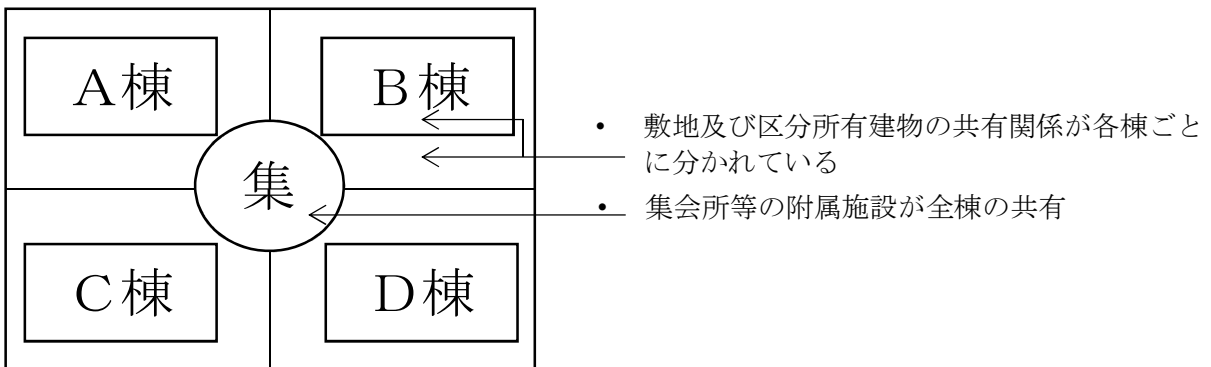 A棟
B棟
集
C棟
D棟
・ 敷地及び区分所有建物の共有関係が各棟ごと
に分かれている
・ 集会所等の附属施設が全棟の共有